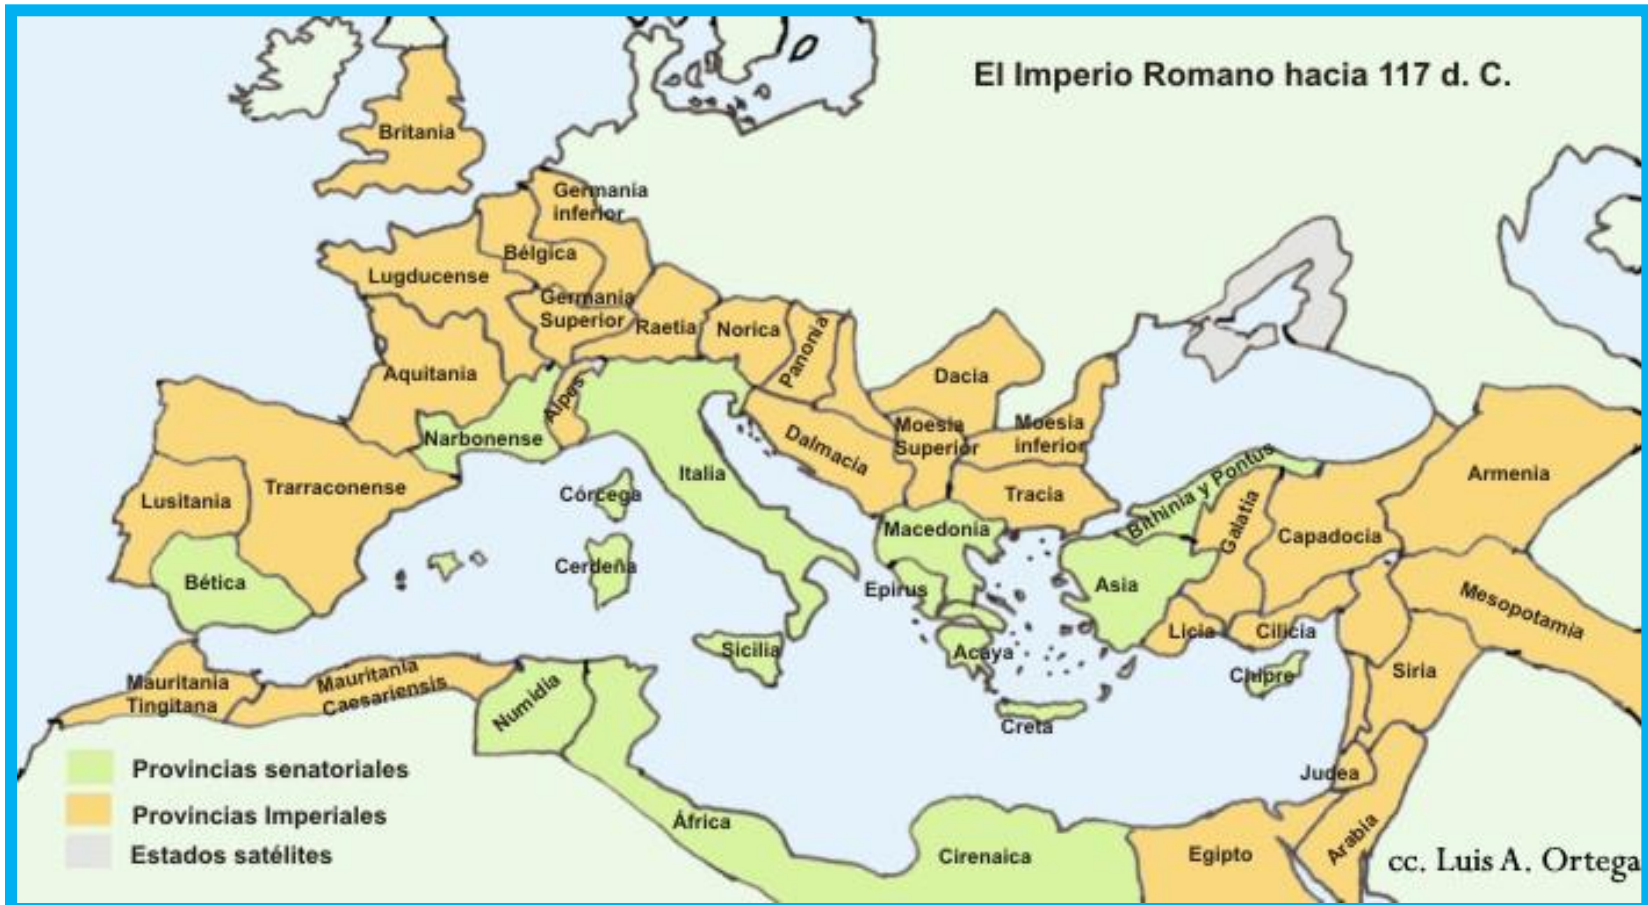 El Imperio Romano hacia 117 d. C.
Britania
Germania
inferior
Bélgica
Lugducense
Germania
Superior
Raetia
Norica
Panonia
Aquitania
Alpes
Dacia
Narbonense
Italia
Dalmacia
Moesia
Superior
Moesia
inferior
Tracia
Armenia
Trarraconense
Lusitania
Bética
Córcega
Cerdeña
Macedonia
Bithinia y Pontus
Galatia
Capadocia
Epirus
Asia
Mesopotamia
Licia
Cilicia
Sicilia
Acaya
Chipre
Siria
Creta
Mauritania
Tingitana
Mauritania
Caesariensis
Numidia
Judea
África
Cirenaica
Egipto
Arabia
Provincias senatoriales
Provincias Imperiales
Estados satélites
cc. Luis A. Ortega